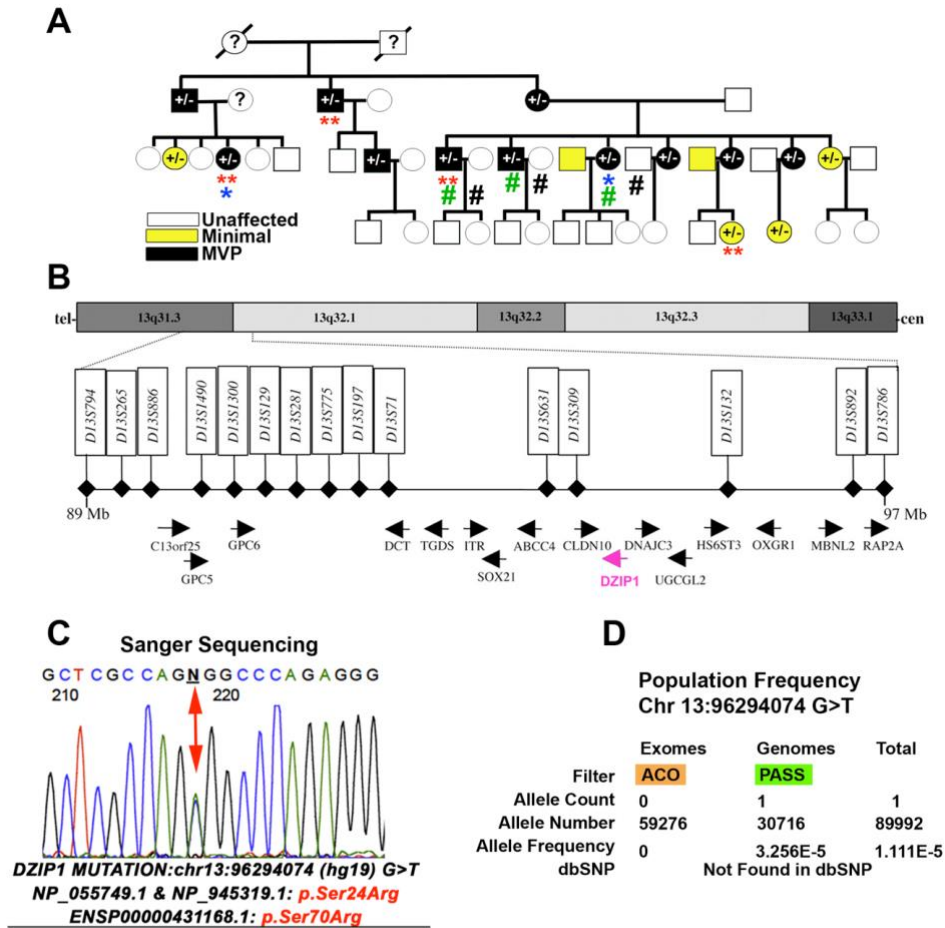 A
? ?
+/- ? +/- +/-
**
+/- +/- +/- +/- +/- +/- +/- +/- +/-
** ** *
* # # # # # #
Unaffected
Minimal
MVP
+/- +/-
**
B
tel- 13q31.3 13q32.1 13q32.2 13q32.3 13q33.1 -cen
D13S794 D13S265 D13S886 D13S1490 D13S1300 D13S129 D13S281 D13S775 D13S197 D13S71 D13S631 D13S309 D13S132 D13S892 D13S786
89 Mb 97 Mb
C13orf25 GPC6 DCT TGDS ITR ABCC4 CLDN10 DNAJC3 HS6ST3 OXGR1 MBNL2 RAP2A
GPC5 SOX21 DZIP1 UGCGL2
C
Sanger Sequencing
G C T C G C C A G N G G C C C A G A G G G
210 220
DZIP1 MUTATION:chr13:96294074 (hg19) G>T
NP_055749.1 & NP_945319.1: p.Ser24Arg
ENSP00000431168.1: p.Ser70Arg
D
Population Frequency
Chr 13:96294074 G>T
Exomes Genomes Total
Filter ACO PASS
Allele Count 0 1 1
Allele Number 59276 30716 89992
Allele Frequency 0 3.256E-5 1.111E-5
dbSNP Not Found in dbSNP